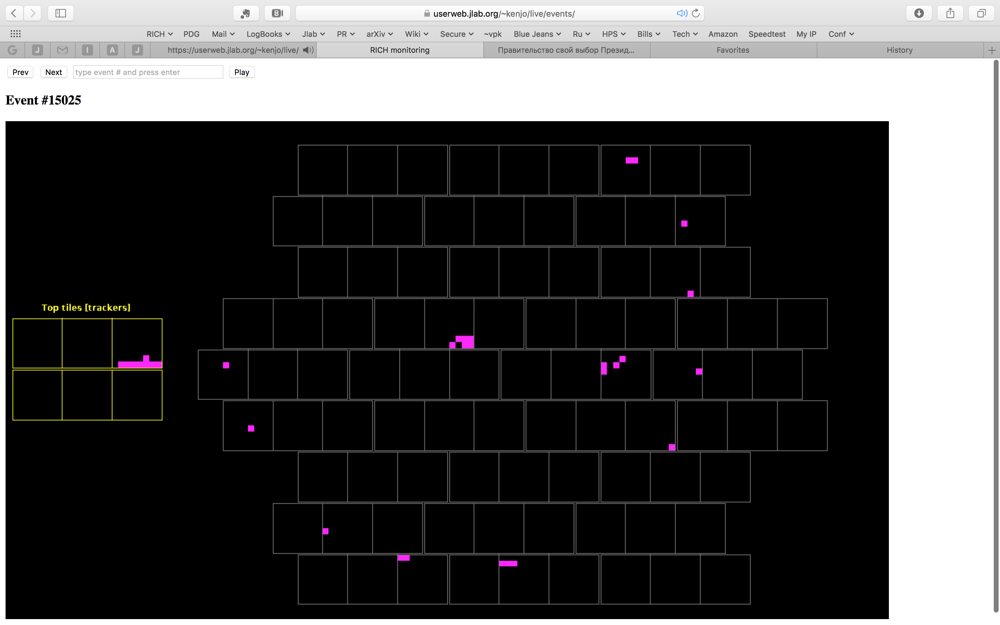 userweb.jlab.org/~kenjo/live/events/
RICH PDG Mail LogBooks Jlab PR arXiv Wiki Secure ~vpk Blue Jeans Ru HPS Bills Tech Amazon Speedtest My IP Conf
G J I A J https://userweb.jlab.org/~kenjo/live/ RICH monitoring Правительство свой выбор Презид... Favorites History
Prev Next type event # and press enter Play
Event #15025
Top tiles [trackers]